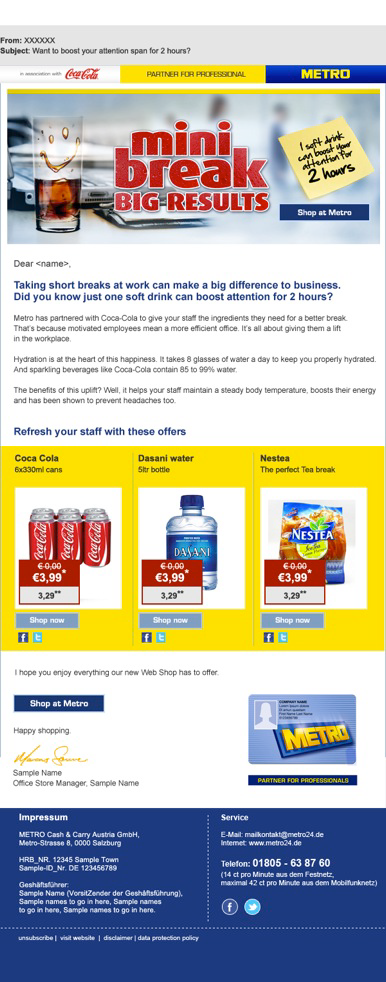 From: XXXXXX
Subject: Want to boost your attention span for 2 hours?
in association with Coca-Cola
PARTNER FOR PROFESSIONAL
METRO
mini
break
BIG RESULTS
1 soft drink
can boost your
attention for
2 hours
Shop at Metro
Dear <name>,
Taking short breaks at work can make a big difference to business.
Did you know just one soft drink can boost attention for 2 hours?
Metro has partnered with Coca-Cola to give your staff the ingredients they need for a better break.
That's because motivated employees mean a more efficient office. It's all about giving them a lift
in the workplace.
Hydration is at the heart of this happiness. It takes 8 glasses of water a day to keep you properly hydrated.
And sparkling beverages like Coca-Cola contain 85 to 99% water.
The benefits of this uplift? Well, it helps your staff maintain a steady body temperature, boosts their energy
and has been shown to prevent headaches too.
Refresh your staff with these offers
Coca Cola
6x330ml cans
€ 0,00
€3,99*
3,29**
Shop now
Dasani water
5ltr bottle
DASANI
€ 0,00
€3,99*
3,29**
Shop now
Nestea
The perfect Tea break
NESTEA
€ 0,00
€3,99*
3,29**
Shop now
I hope you enjoy everything our new Web Shop has to offer.
Shop at Metro
Happy shopping.
Sample Name
Office Store Manager, Sample Name
COMPANY NAME
METRO
PARTNER FOR PROFESSIONALS
Impressum
METRO Cash & Carry Austria GmbH,
Metro-Strasse 8, 0000 Salzburg
HRB_NR. 12345 Sample Town
Sample-ID_Nr. DE 123456789
Geshäftsführer:
Sample Name (VorsitZender der Geshäftsführung),
Sample names to go in here, Sample names
to go in here, Sample names to go in here.
Service
E-Mail: mailkontakt@metro24.de
Internet: www.metro24.de
Telefon: 01805 - 63 87 60
(14 ct pro Minute aus dem Festnetz,
maximal 42 ct pro Minute aus dem Mobilfunknetz)
unsubscribe | visit website | disclaimer | data protection policy